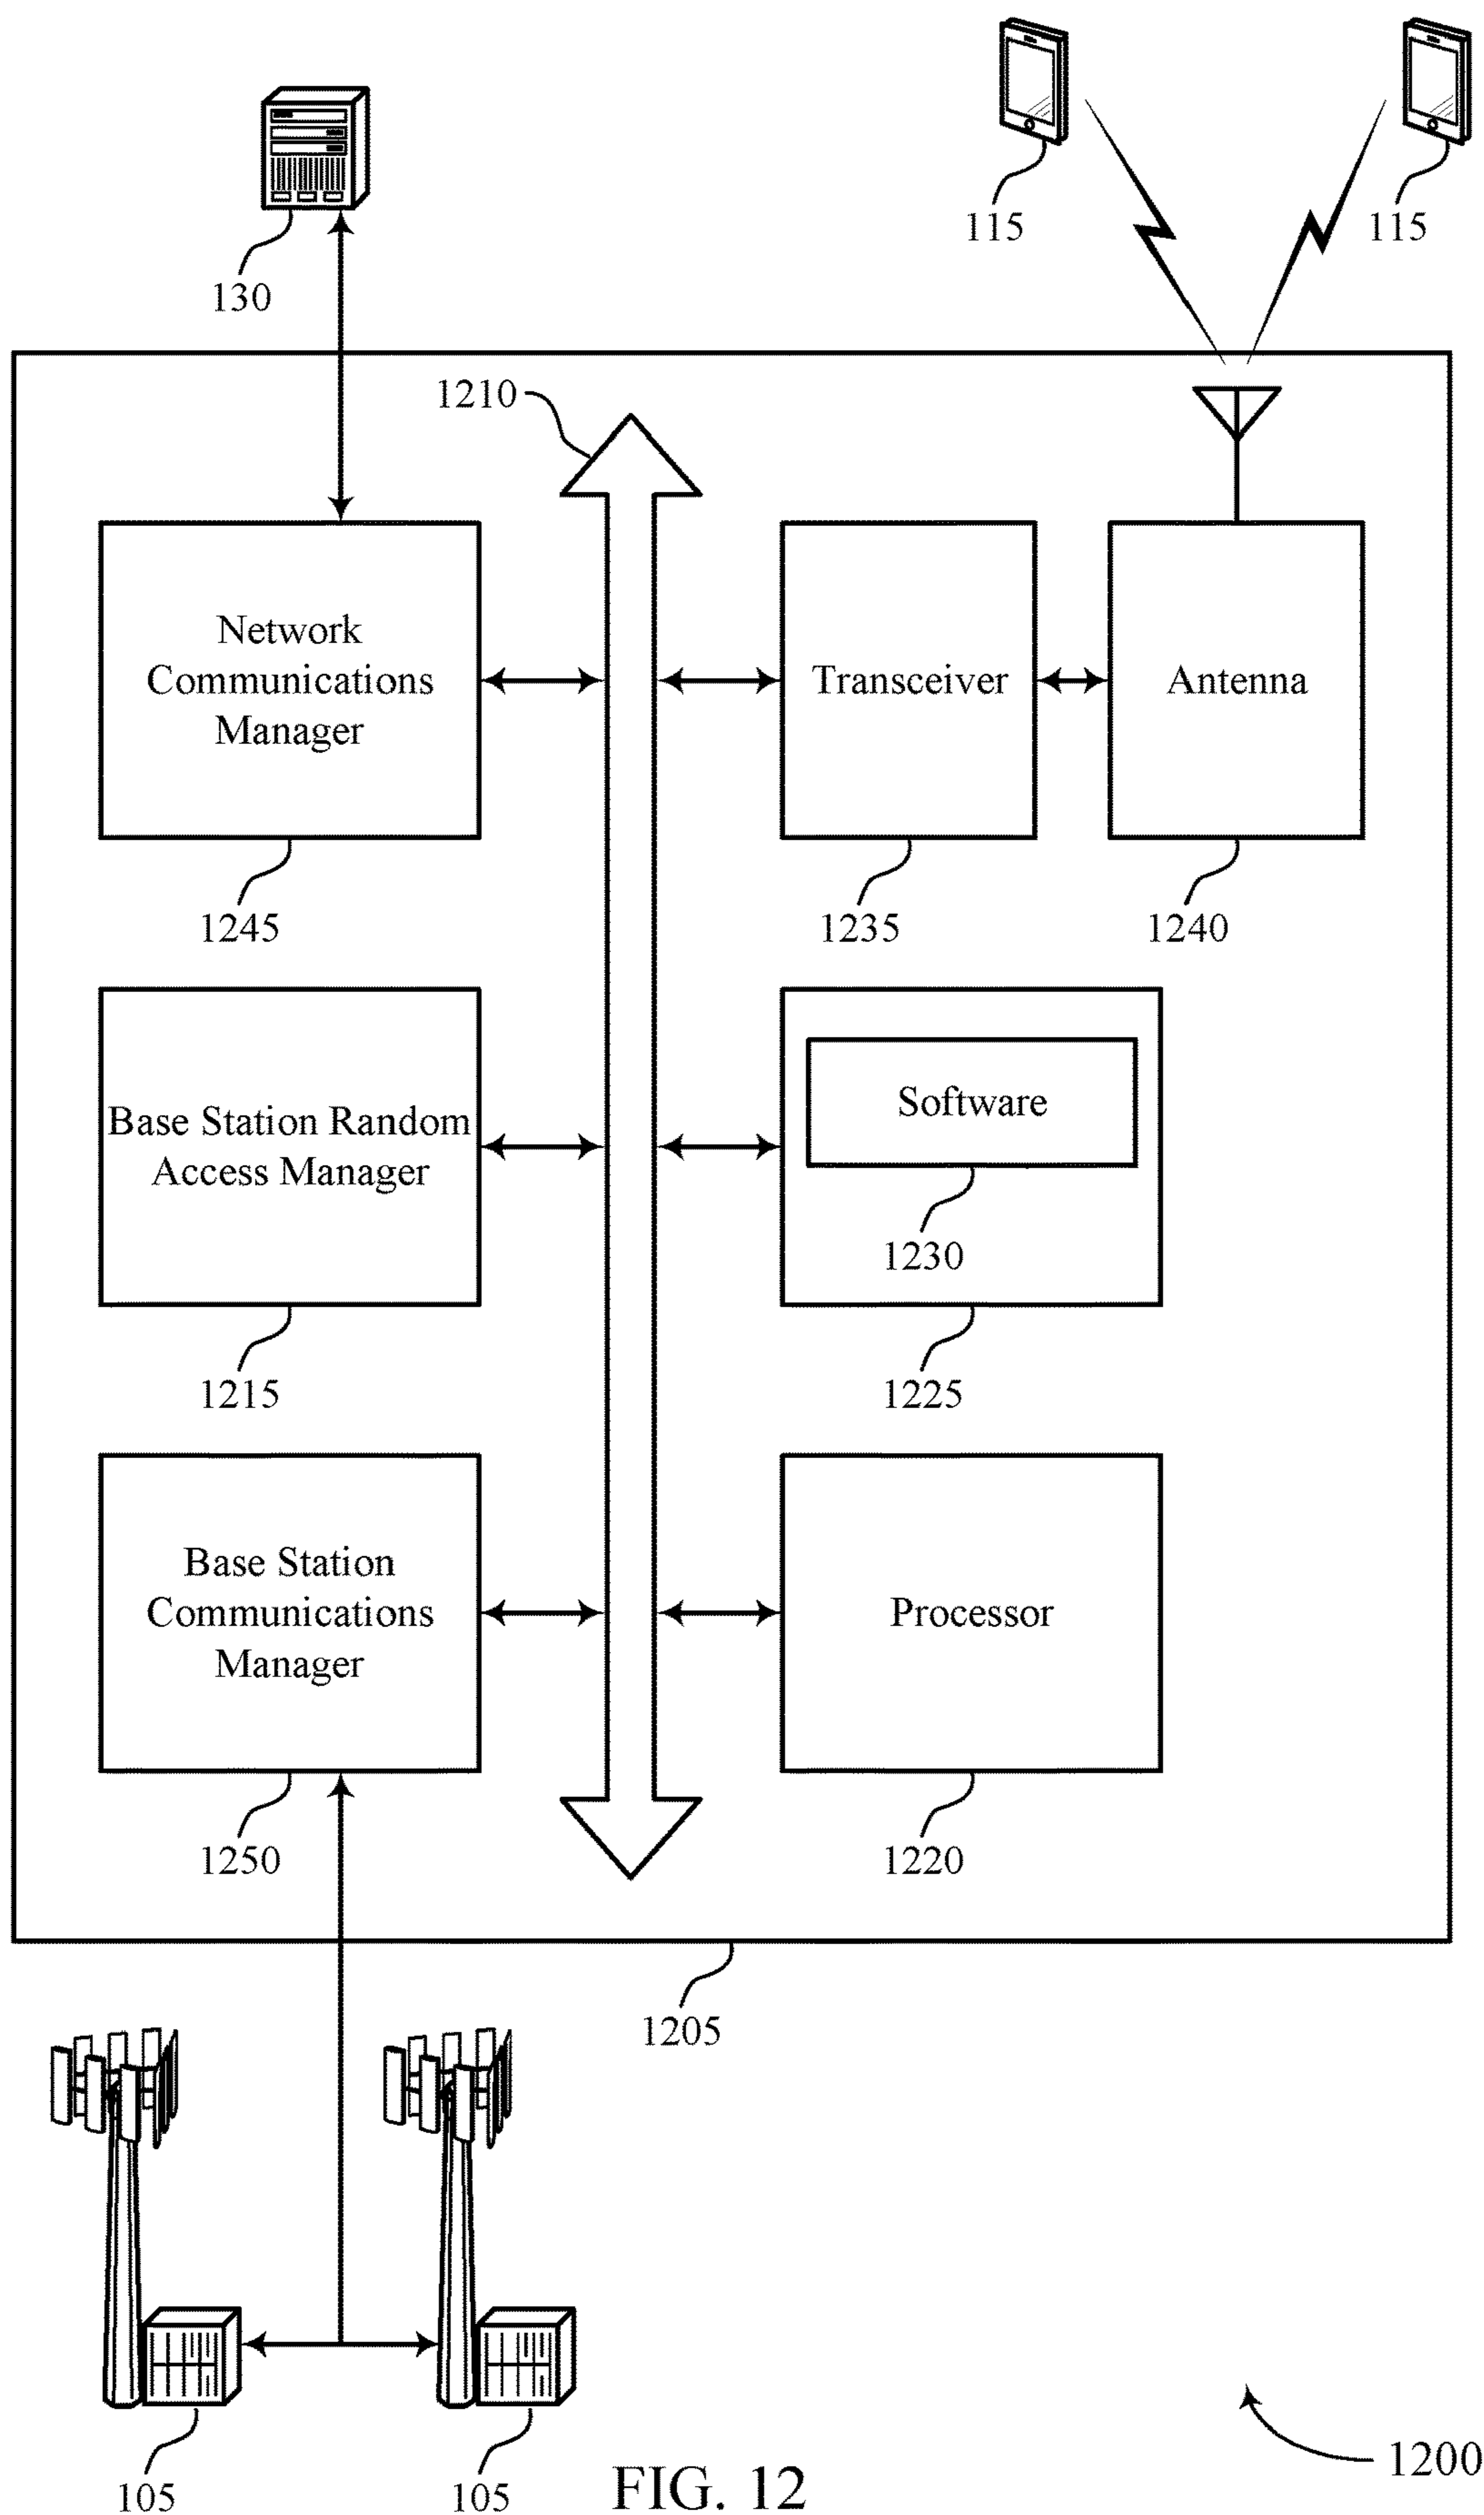 115
115
130
1210
Network
Communications
Manager
Transceiver
Antenna
1245
1235
1240
Base Station Random
Access Manager
Software
1230
1215
1225
Base Station
Communications
Manager
Processor
1250
1220
1205
105
105
FIG. 12
1200